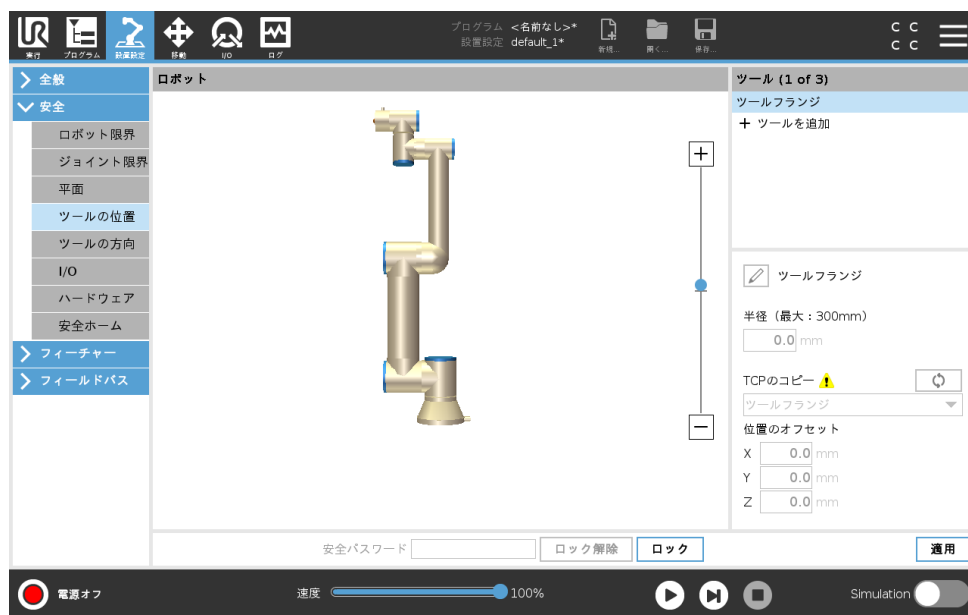 UR
実行
プログラム
設置設定
移動
I/O
ログ
プログラム <名前なし>*
設置設定 default_1*
新規...
開く...
保存...
C C
C C
全般
安全
ロボット限界
ジョイント限界
平面
ツールの位置
ツールの方向
I/O
ハードウェア
安全ホーム
フィーチャー
フィールドバス
ロボット
ツール (1 of 3)
ツールフランジ
+ ツールを追加
ツールフランジ
半径（最大：300mm）
0.0 mm
TCPのコピー
ツールフランジ
位置のオフセット
X 0.0 mm
Y 0.0 mm
Z 0.0 mm
安全パスワード
ロック解除
ロック
適用
電源オフ
速度
100%
Simulation